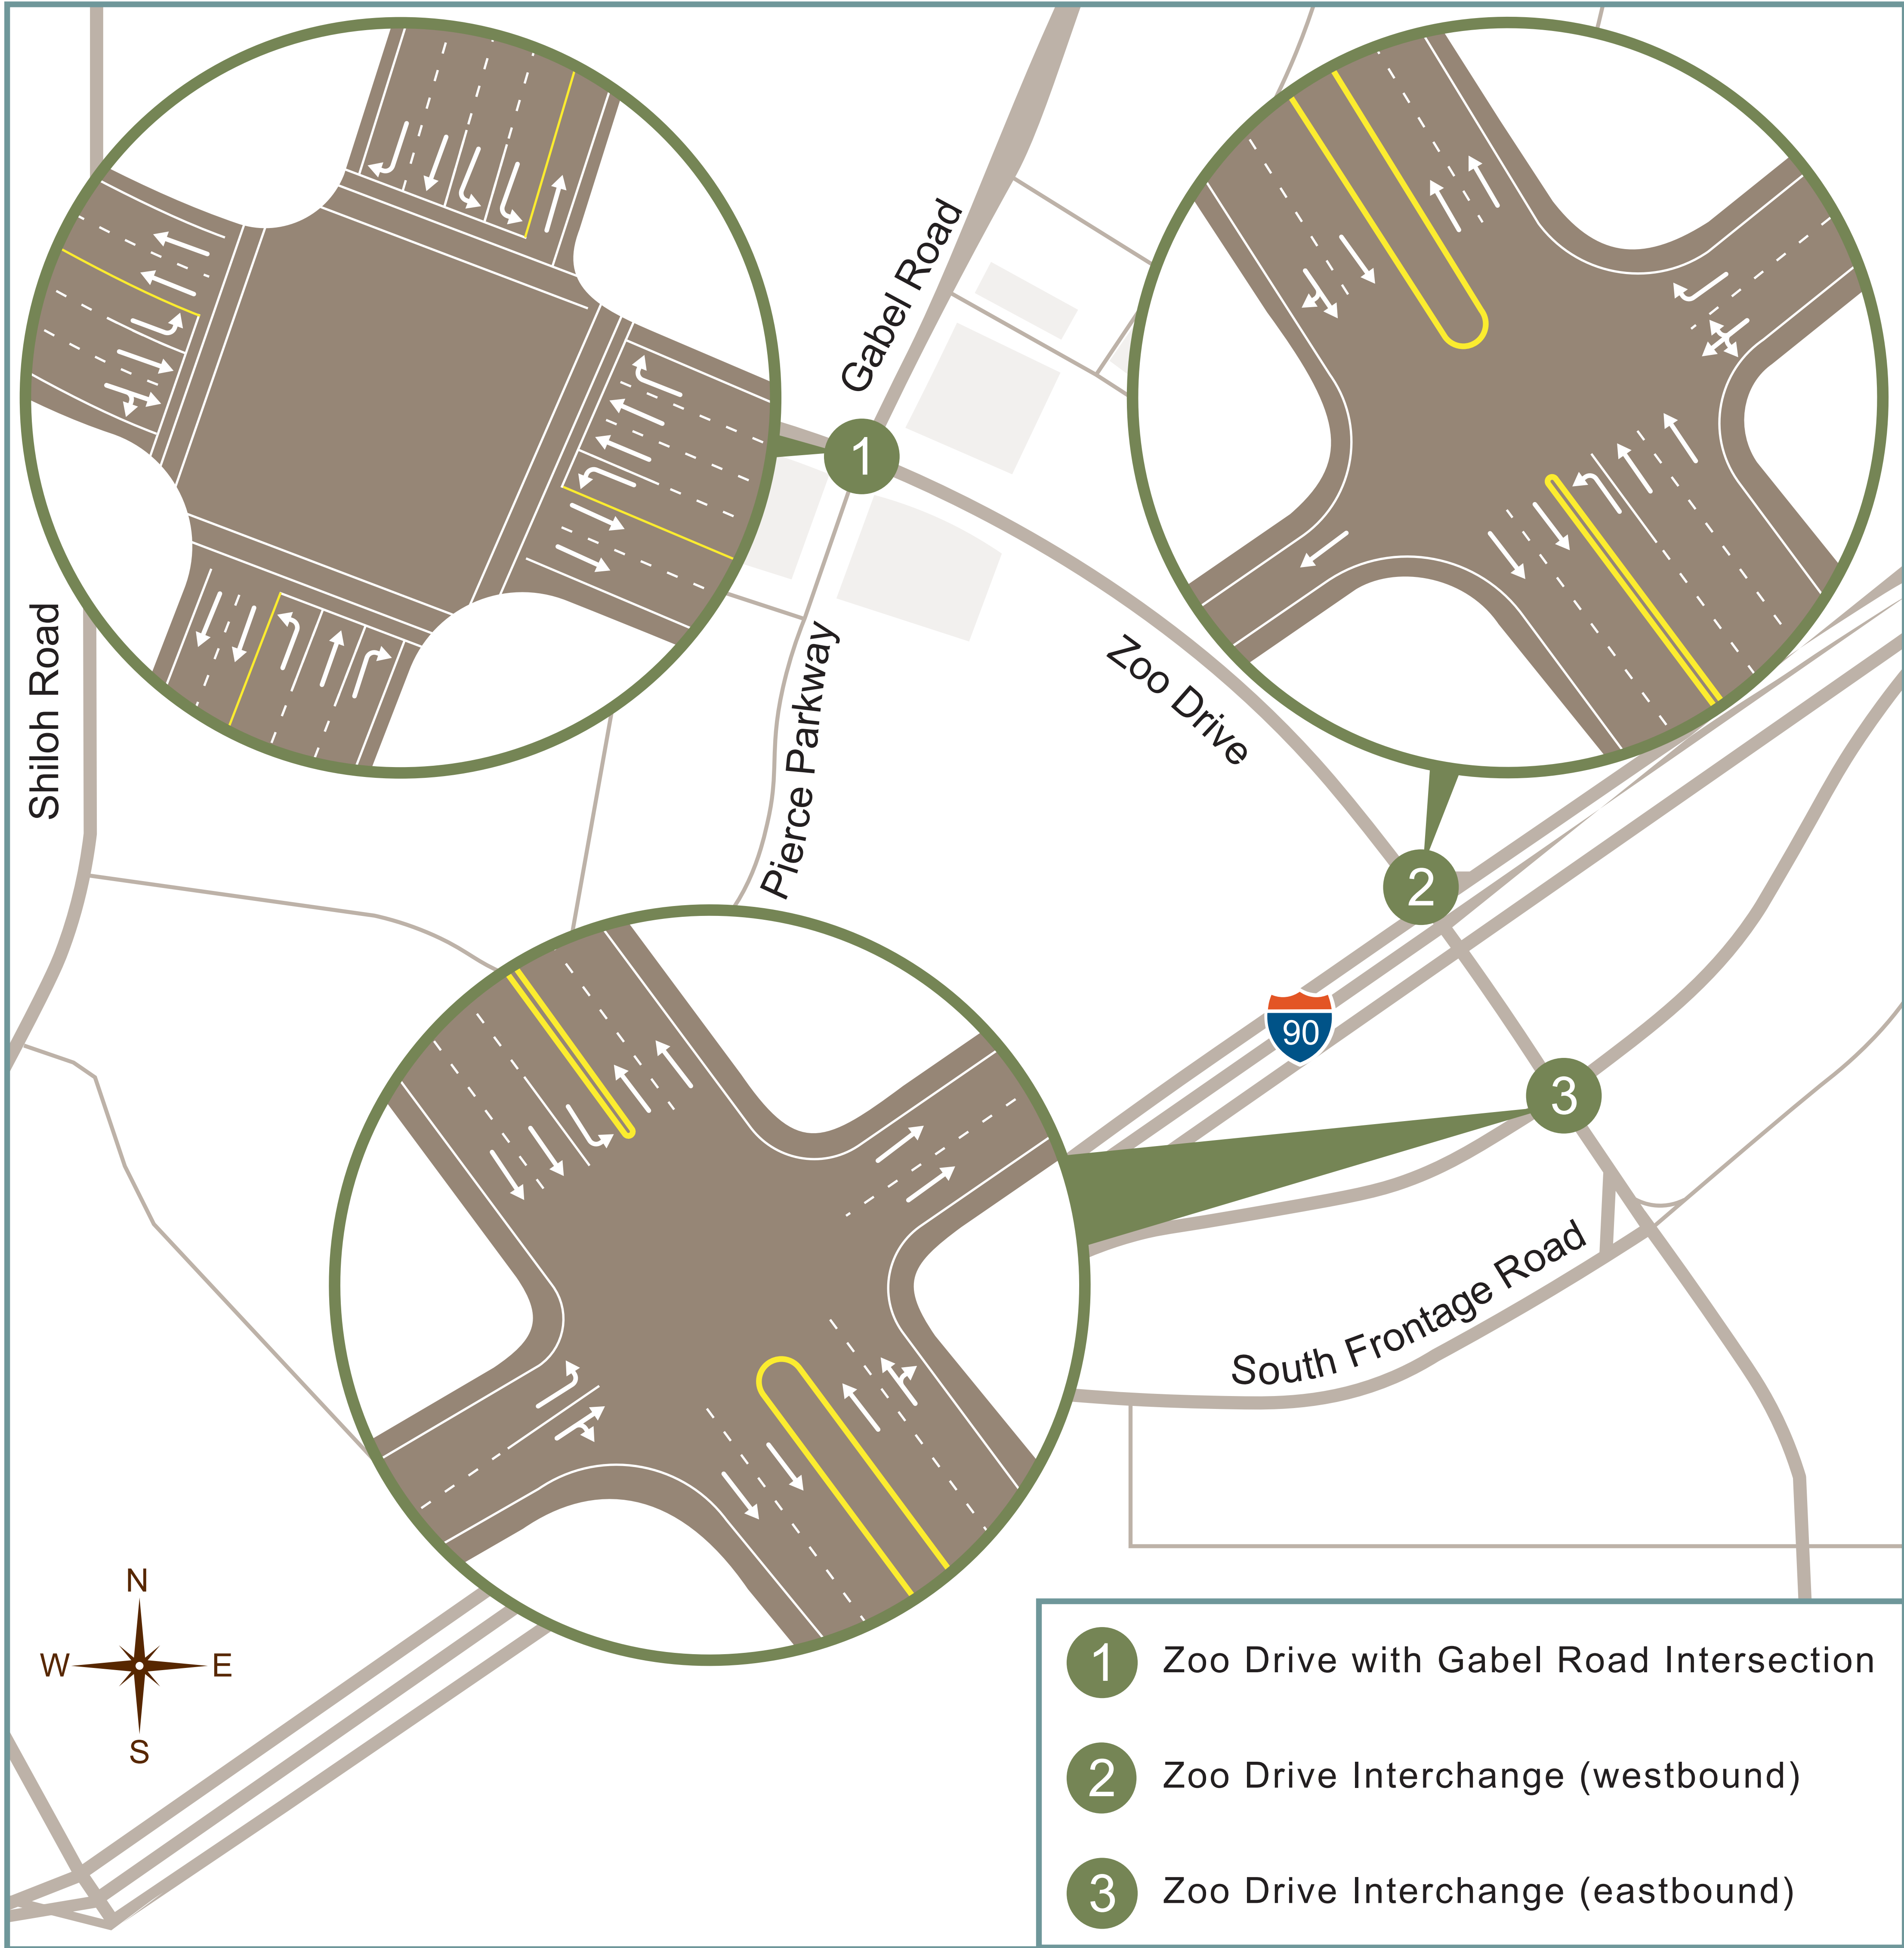 Gabel Road
1
Shiloh Road
Pierce Parkway
Zoo Drive
2
90
3
South Frontage Road
N
W E
S
1 Zoo Drive with Gabel Road Intersection
2 Zoo Drive Interchange (westbound)
3 Zoo Drive Interchange (eastbound)